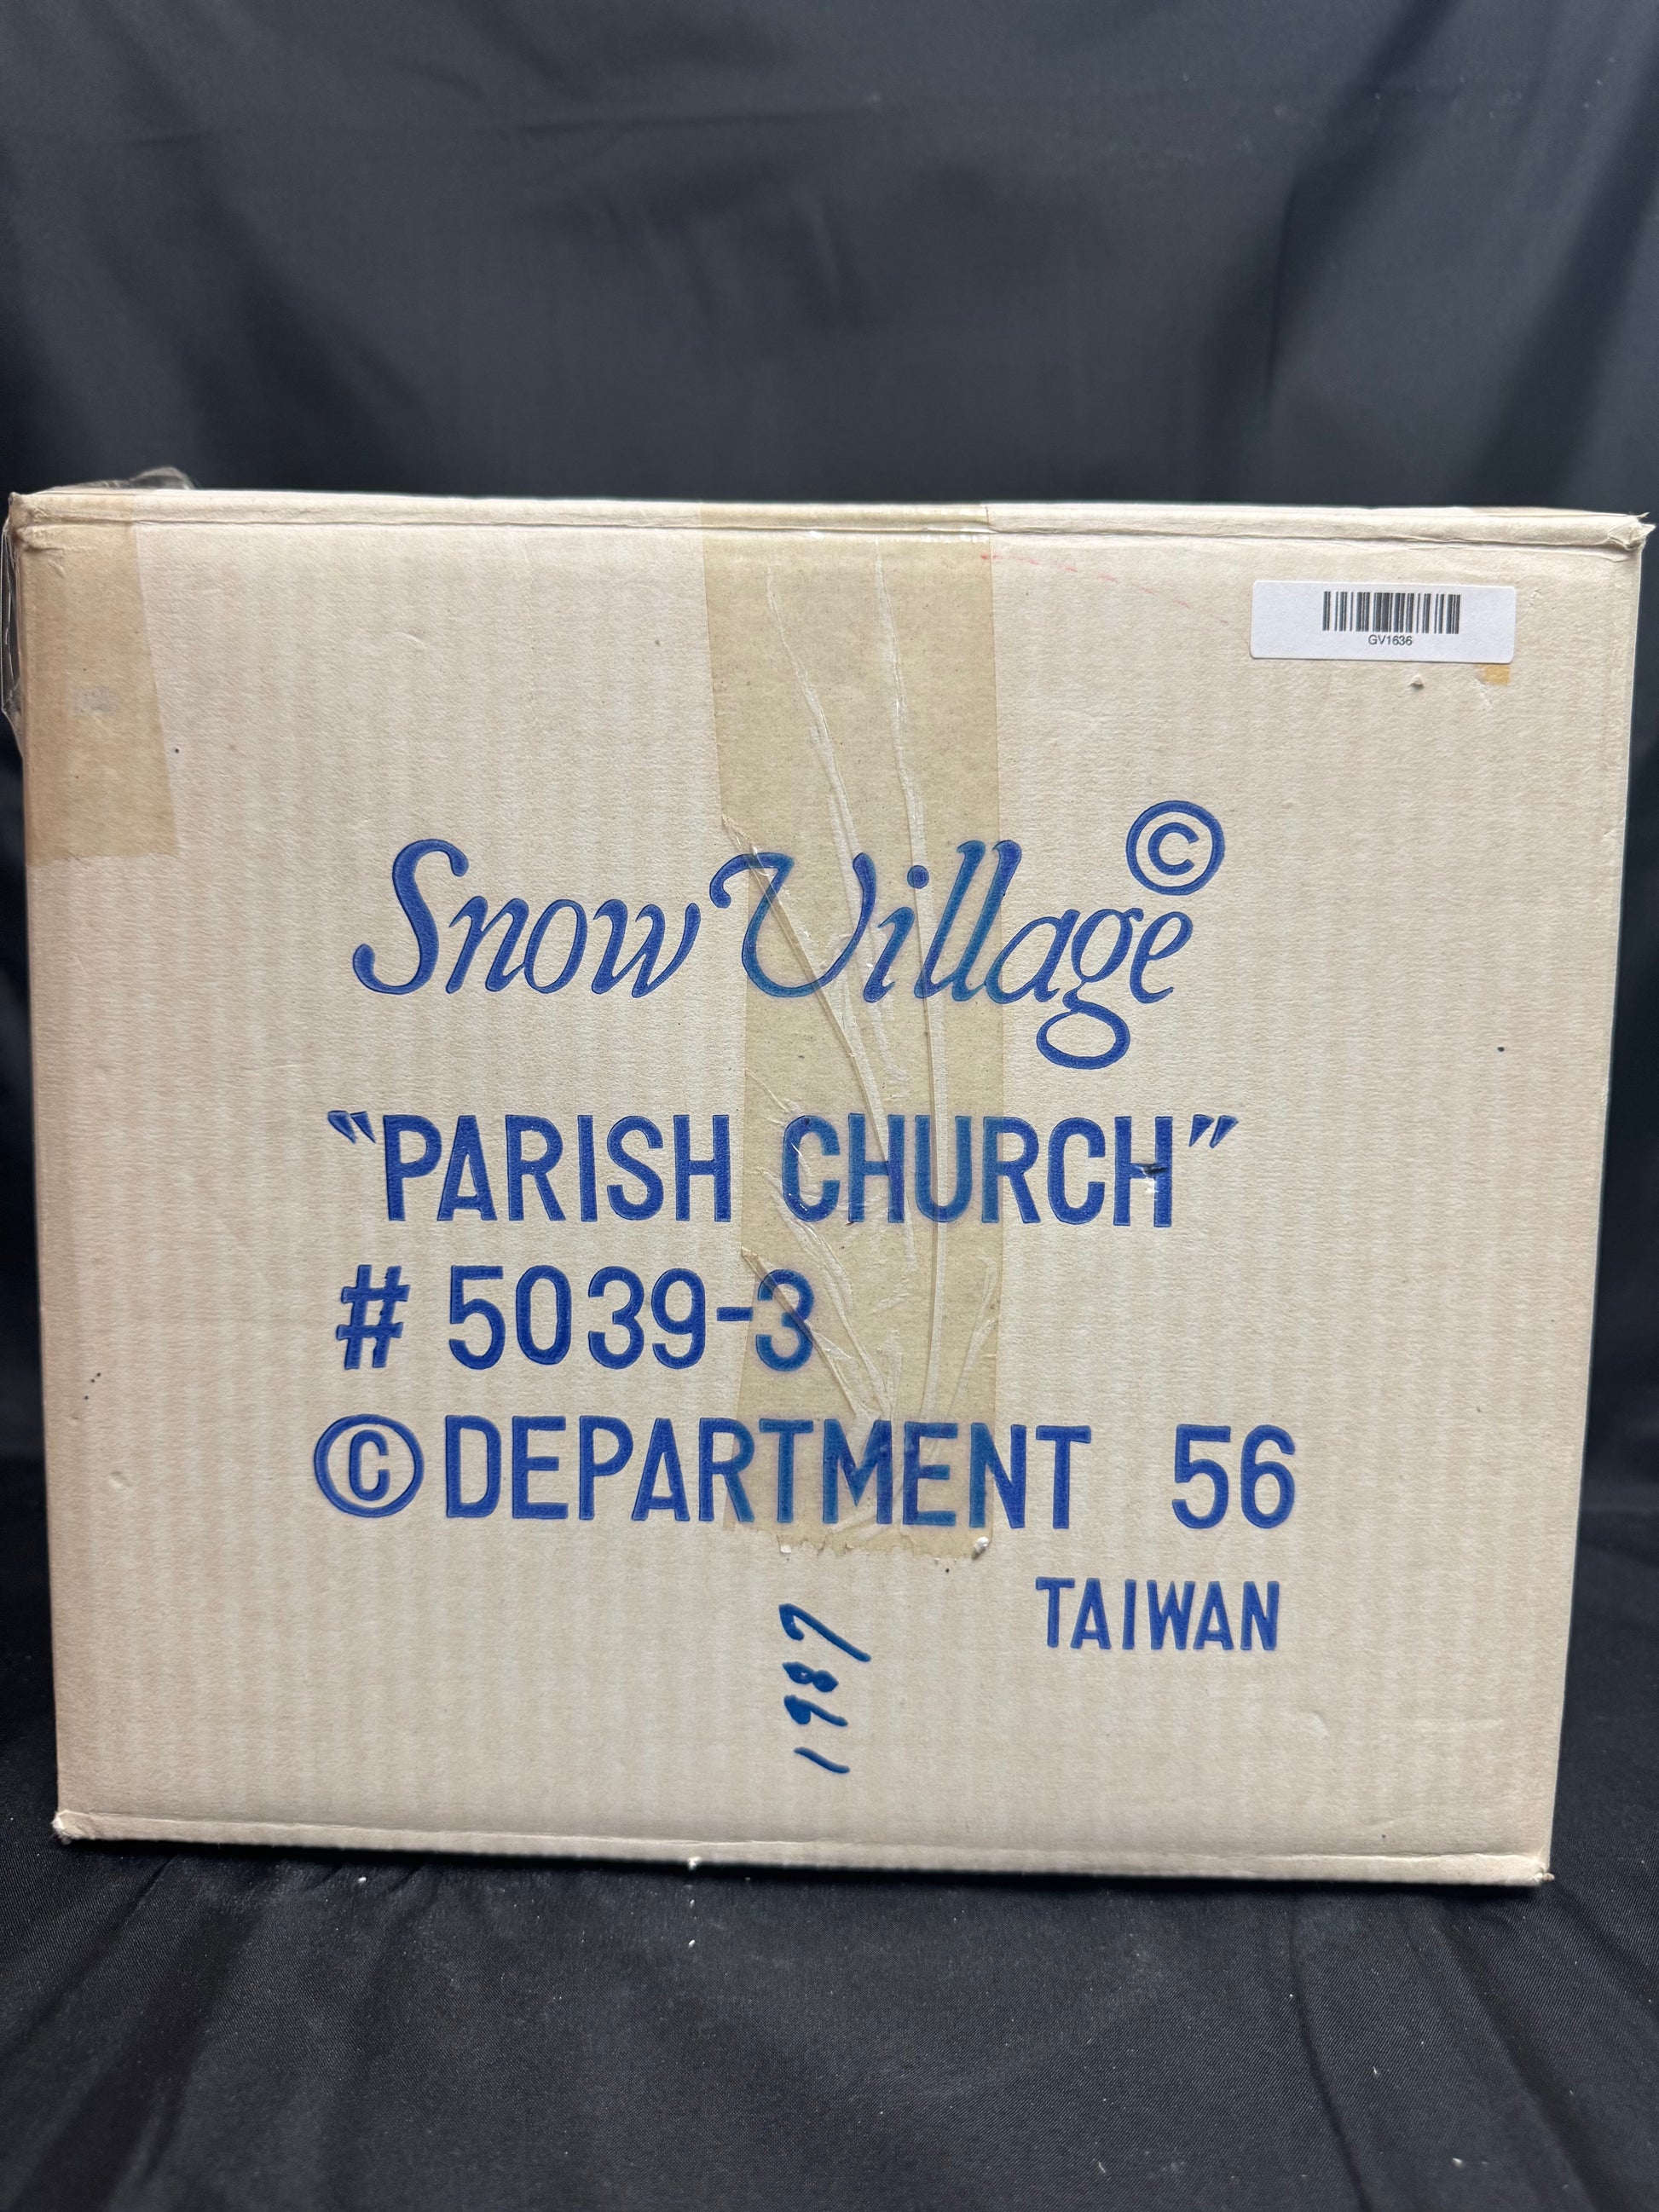 GV1636
Snow Village ©
"PARISH CHURCH"
# 5039-3
© DEPARTMENT 56
TAIWAN
1987